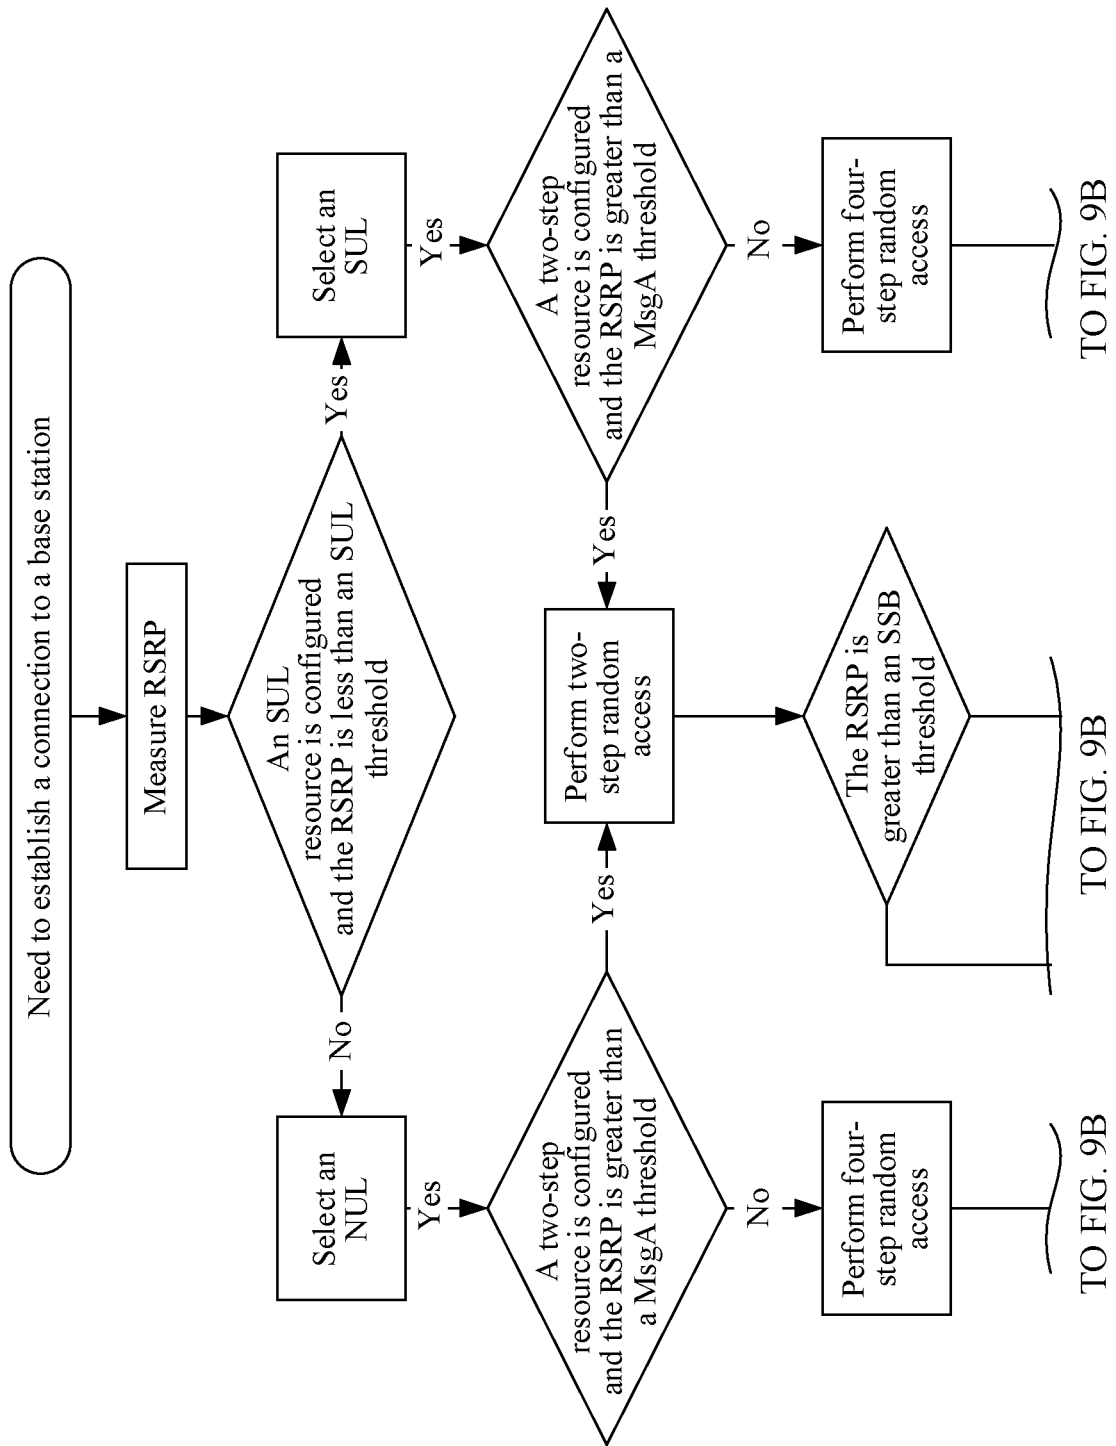 Need to establish a connection to a base station
Measure RSRP
An SUL
resource is configured
and the RSRP is less than an SUL
threshold
No
Yes
Select an
NUL
Select an
SUL
Yes
Yes
A two-step
resource is configured
and the RSRP is greater than
a MsgA threshold
Yes
Perform two-
step random
access
Yes
A two-step
resource is configured
and the RSRP is greater than a
MsgA threshold
No
No
Perform four-
step random
access
The RSRP is
greater than an SSB
threshold
Perform four-
step random
access
TO FIG. 9B
TO FIG. 9B
TO FIG. 9B